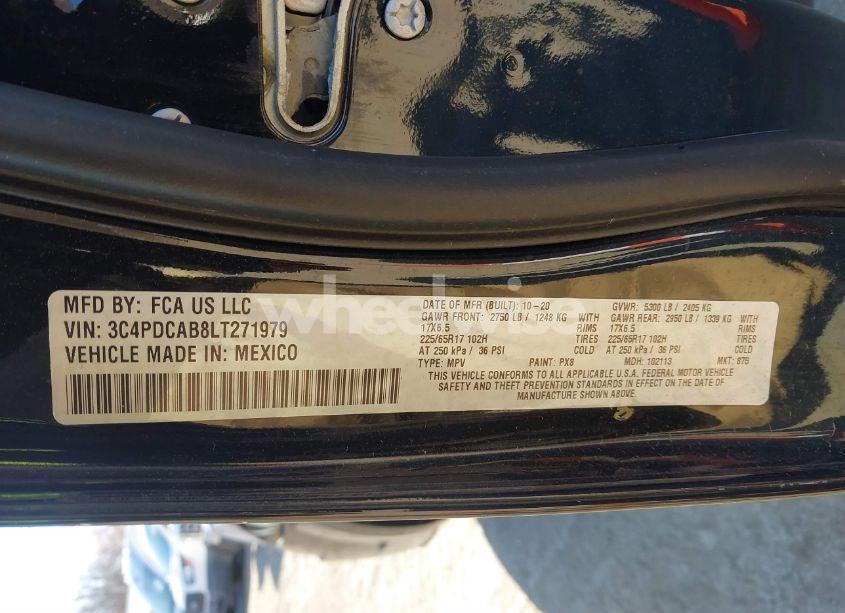 MFD BY: FCA US LLC
VIN: 3C4PDCAB8LT271979
VEHICLE MADE IN: MEXICO
DATE OF MFR (BUILT): 10-20 GVWR: 5300 LB / 2405 KG
GAWR FRONT: 2750 LB / 1248 KG WITH GAWR REAR: 2950 LB / 1339 KG WITH
17X6.5 RIMS 17X6.5 RIMS
225/65R17 102H TIRES 225/65R17 102H TIRES
AT 250 kPa / 36 PSI COLD AT 250 kPa / 36 PSI COLD
TYPE: MPV PAINT: PX8 MDH: 102113 MKT: 875
THIS VEHICLE CONFORMS TO ALL APPLICABLE U.S.A. FEDERAL MOTOR VEHICLE
SAFETY AND THEFT PREVENTION STANDARDS IN EFFECT ON THE DATE OF
MANUFACTURE SHOWN ABOVE.
wheelwise